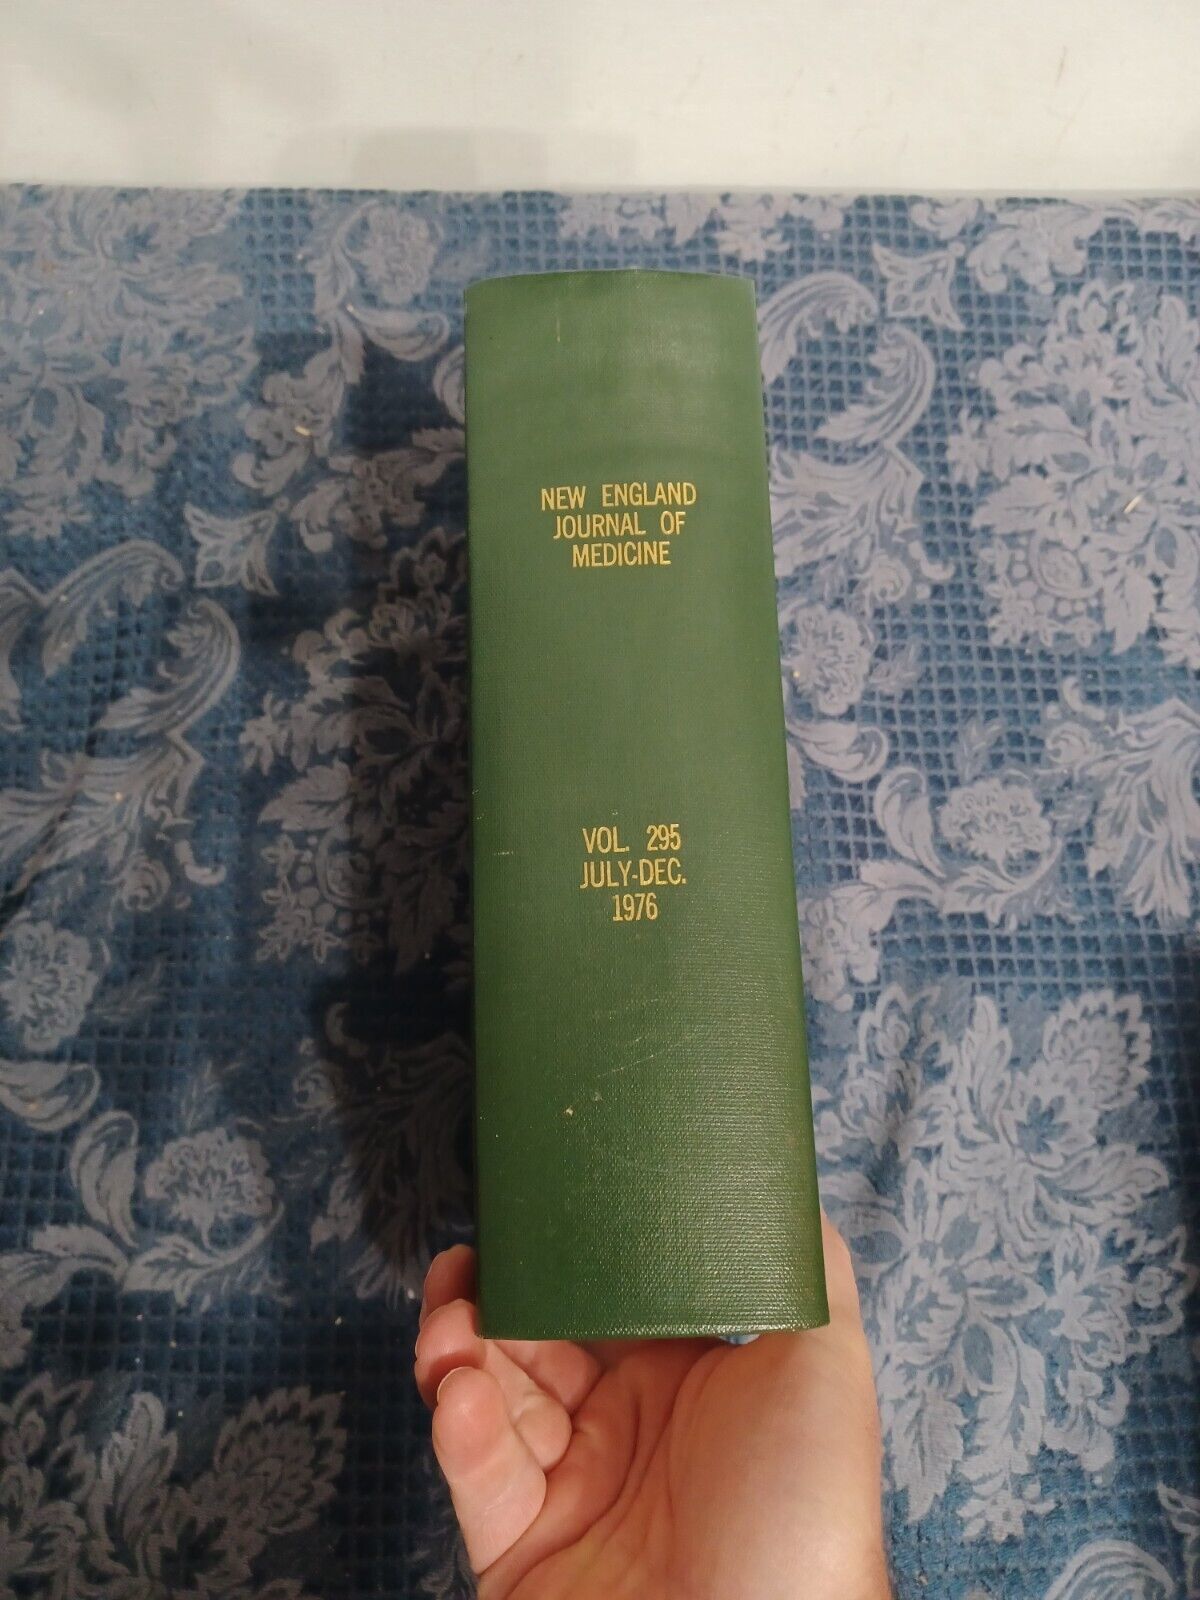 NEW ENGLAND
JOURNAL OF
MEDICINE
VOL. 295
JULY-DEC.
1976